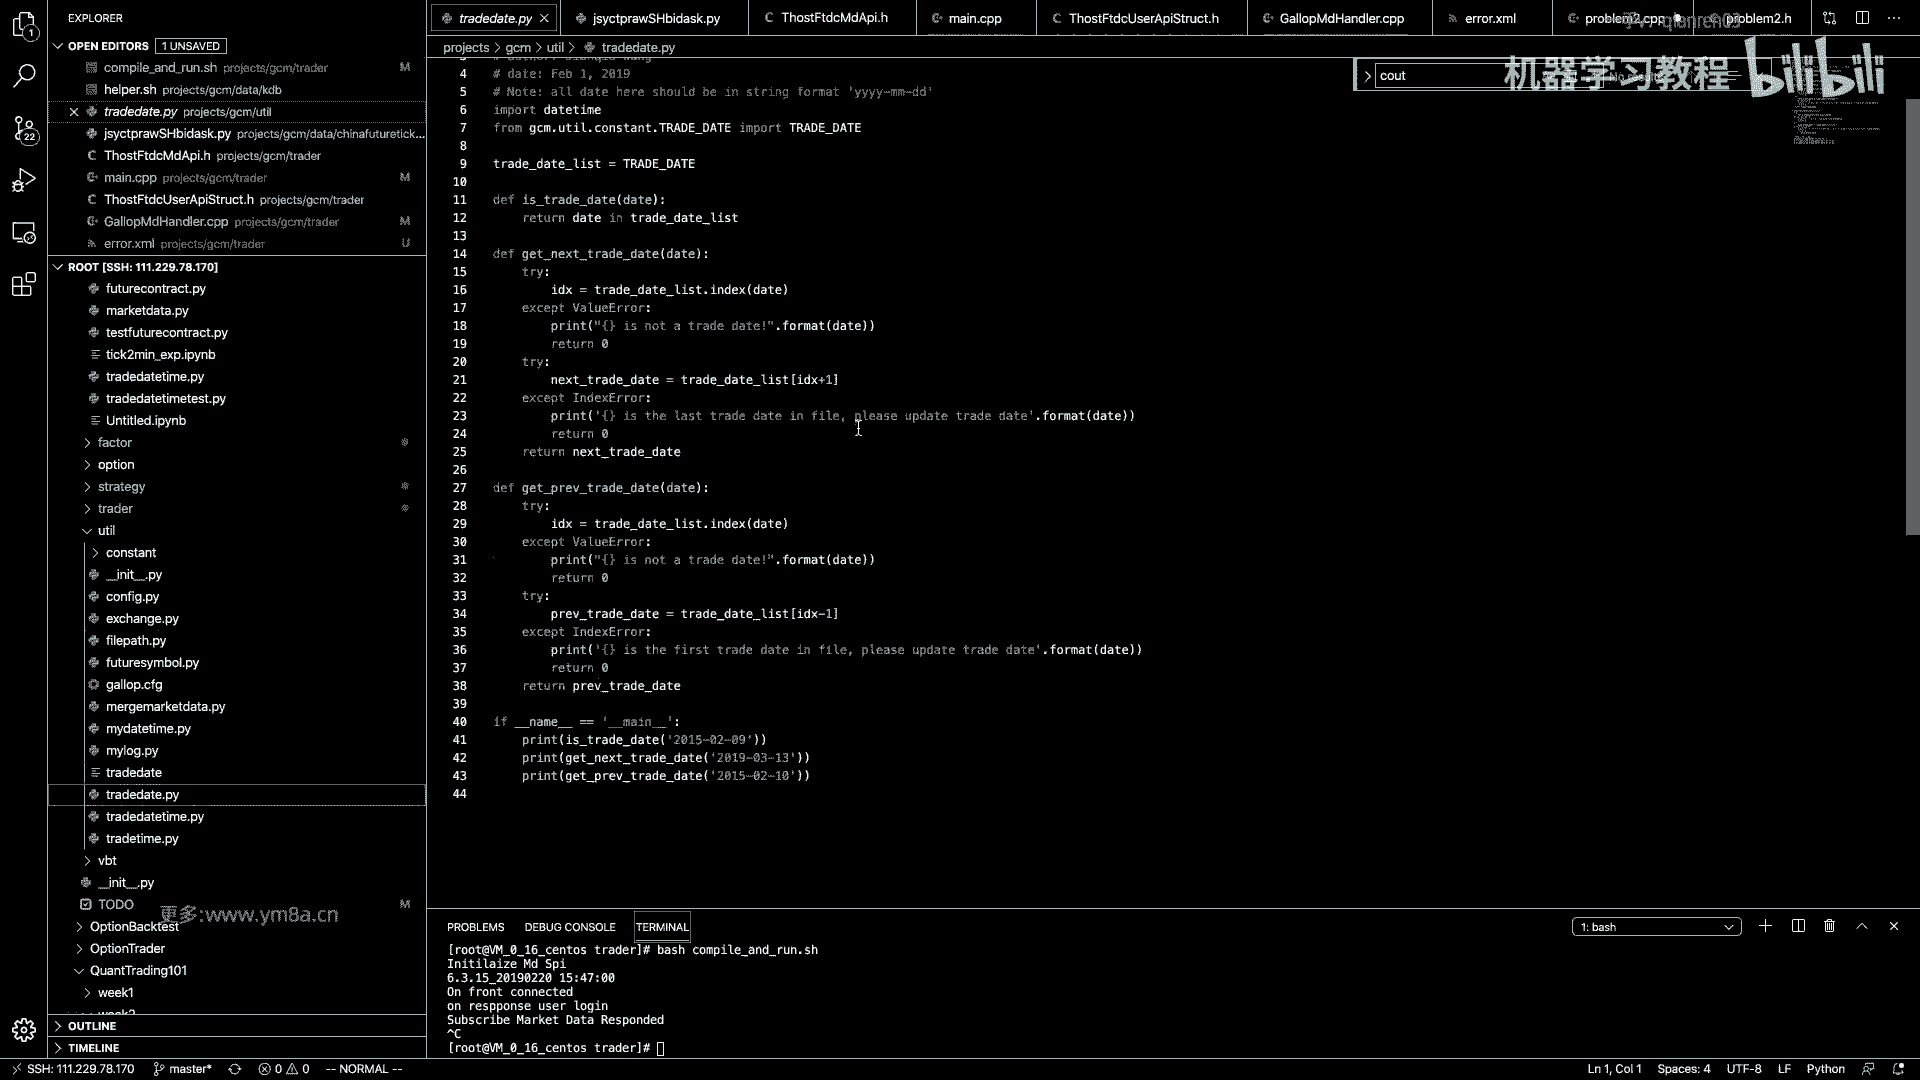 EXPLORER
OPEN EDITORS 1 UNSAVED
compile_and_run.sh projects/gcm/trader M
helper.sh projects/gcm/data/kdb
tradedate.py projects/gcm/util
jsyctprawSHbidask.py projects/gcm/data/chinafuturetick...
ThostFtdcMdApi.h projects/gcm/trader
main.cpp projects/gcm/trader M
ThostFtdcUserApiStruct.h projects/gcm/trader
GallopMdHandler.cpp projects/gcm/trader M
error.xml projects/gcm/trader U
ROOT [SSH: 111.229.78.170]
futurecontract.py
marketdata.py
testfuturecontract.py
tick2min_exp.ipynb
tradedatetime.py
tradedatetimetest.py
Untitled.ipynb
factor
option
strategy
trader
util
constant
__init__.py
config.py
exchange.py
filepath.py
futuresymbol.py
gallop.cfg
mergemarketdata.py
mydatetime.py
mylog.py
tradedate
tradedate.py
tradedatetime.py
tradetime.py
vbt
__init__.py
TODO M
更多:www.ym8a.cn
OptionBacktest
OptionTrader
QuantTrading101
week1
OUTLINE
TIMELINE
tradedate.py jsyctprawSHbidask.py ThostFtdcMdApi.h main.cpp ThostFtdcUserApiStruct.h GallopMdHandler.cpp error.xml problem2.cpp problem2.h
projects > gcm > util > tradedate.py
cout
机器学习教程 bilibili
4 # date: Feb 1, 2019
5 # Note: all date here should be in string format 'yyyy-mm-dd'
6 import datetime
7 from gcm.util.constant.TRADE_DATE import TRADE_DATE
8
9 trade_date_list = TRADE_DATE
10
11 def is_trade_date(date):
12 return date in trade_date_list
13
14 def get_next_trade_date(date):
15 try:
16 idx = trade_date_list.index(date)
17 except ValueError:
18 print("{} is not a trade date!".format(date))
19 return 0
20 try:
21 next_trade_date = trade_date_list[idx+1]
22 except IndexError:
23 print('{} is the last trade date in file, please update trade date'.format(date))
24 return 0
25 return next_trade_date
26
27 def get_prev_trade_date(date):
28 try:
29 idx = trade_date_list.index(date)
30 except ValueError:
31 print("{} is not a trade date!".format(date))
32 return 0
33 try:
34 prev_trade_date = trade_date_list[idx-1]
35 except IndexError:
36 print('{} is the first trade date in file, please update trade date'.format(date))
37 return 0
38 return prev_trade_date
39
40 if __name__ == '__main__':
41 print(is_trade_date('2015-02-09'))
42 print(get_next_trade_date('2019-03-13'))
43 print(get_prev_trade_date('2015-02-10'))
44
PROBLEMS DEBUG CONSOLE TERMINAL 1: bash
[root@VM_0_16_centos trader]# bash compile_and_run.sh
Initilaize Md Spi
6.3.15_20190220 15:47:00
On front connected
on respponse user login
Subscribe Market Data Responded
^C
[root@VM_0_16_centos trader]#
SSH: 111.229.78.170 master* 0 0 -- NORMAL -- Ln 1, Col 1 Spaces: 4 UTF-8 LF Python